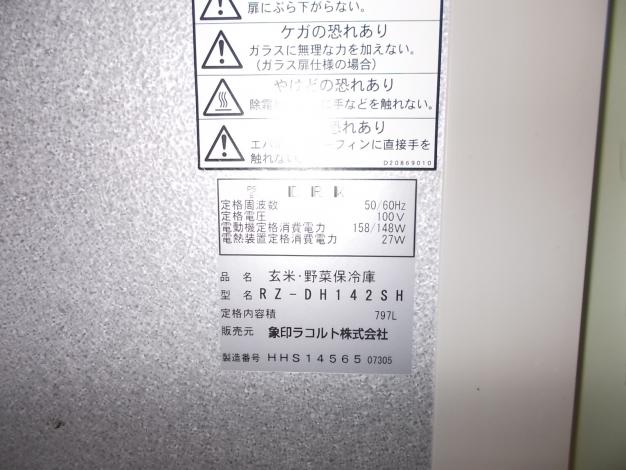 扉にぶら下がらない。
ケガの恐れあり
ガラスに無理な力を加えない。
(ガラス扉仕様の場合)
やけどの恐れあり
除霜 手などを触れない。
恐れあり
エバ フィンに直接手を
触れない。
D20869010
定格周波数 50/60Hz
定格電圧 100V
電動機定格消費電力 158/148W
電熱装置定格消費電力 27W
品名 玄米・野菜保冷庫
型名 RZ-DH142SH
定格内容積 797L
販売元 象印ラコルト株式会社
製造番号 HHS14565 07305